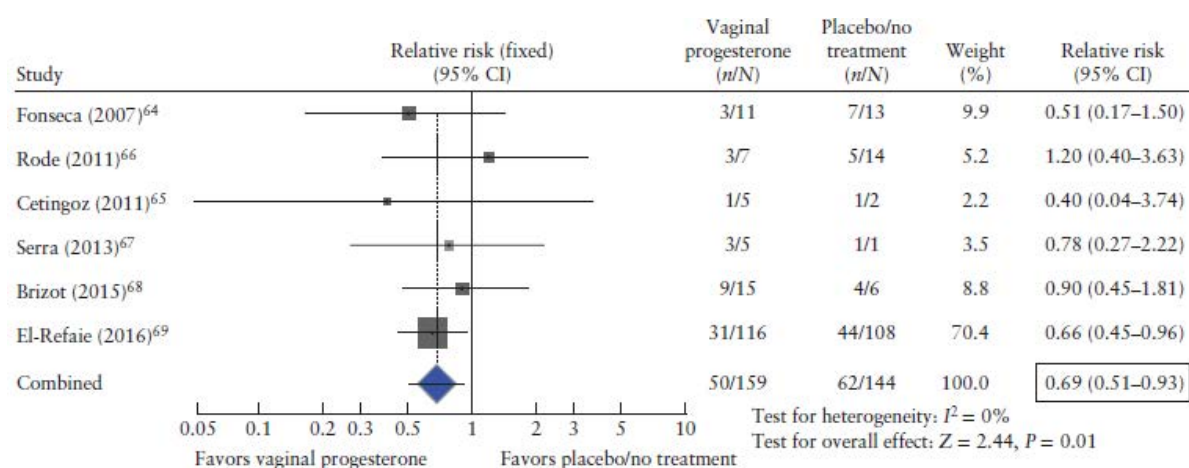 Study Relative risk (fixed) (95% CI) Vaginal progesterone (n/N) Placebo/no treatment (n/N) Weight (%) Relative risk (95% CI)
Fonseca (2007)64 3/11 7/13 9.9 0.51 (0.17–1.50)
Rode (2011)66 3/7 5/14 5.2 1.20 (0.40–3.63)
Cetingoz (2011)65 1/5 1/2 2.2 0.40 (0.04–3.74)
Serra (2013)67 3/5 1/1 3.5 0.78 (0.27–2.22)
Brizot (2015)68 9/15 4/6 8.8 0.90 (0.45–1.81)
El-Refaie (2016)69 31/116 44/108 70.4 0.66 (0.45–0.96)
Combined 50/159 62/144 100.0 0.69 (0.51–0.93)
0.05 0.1 0.2 0.3 0.5 1 2 3 5 10
Favors vaginal progesterone Favors placebo/no treatment
Test for heterogeneity: I2 = 0%
Test for overall effect: Z = 2.44, P = 0.01